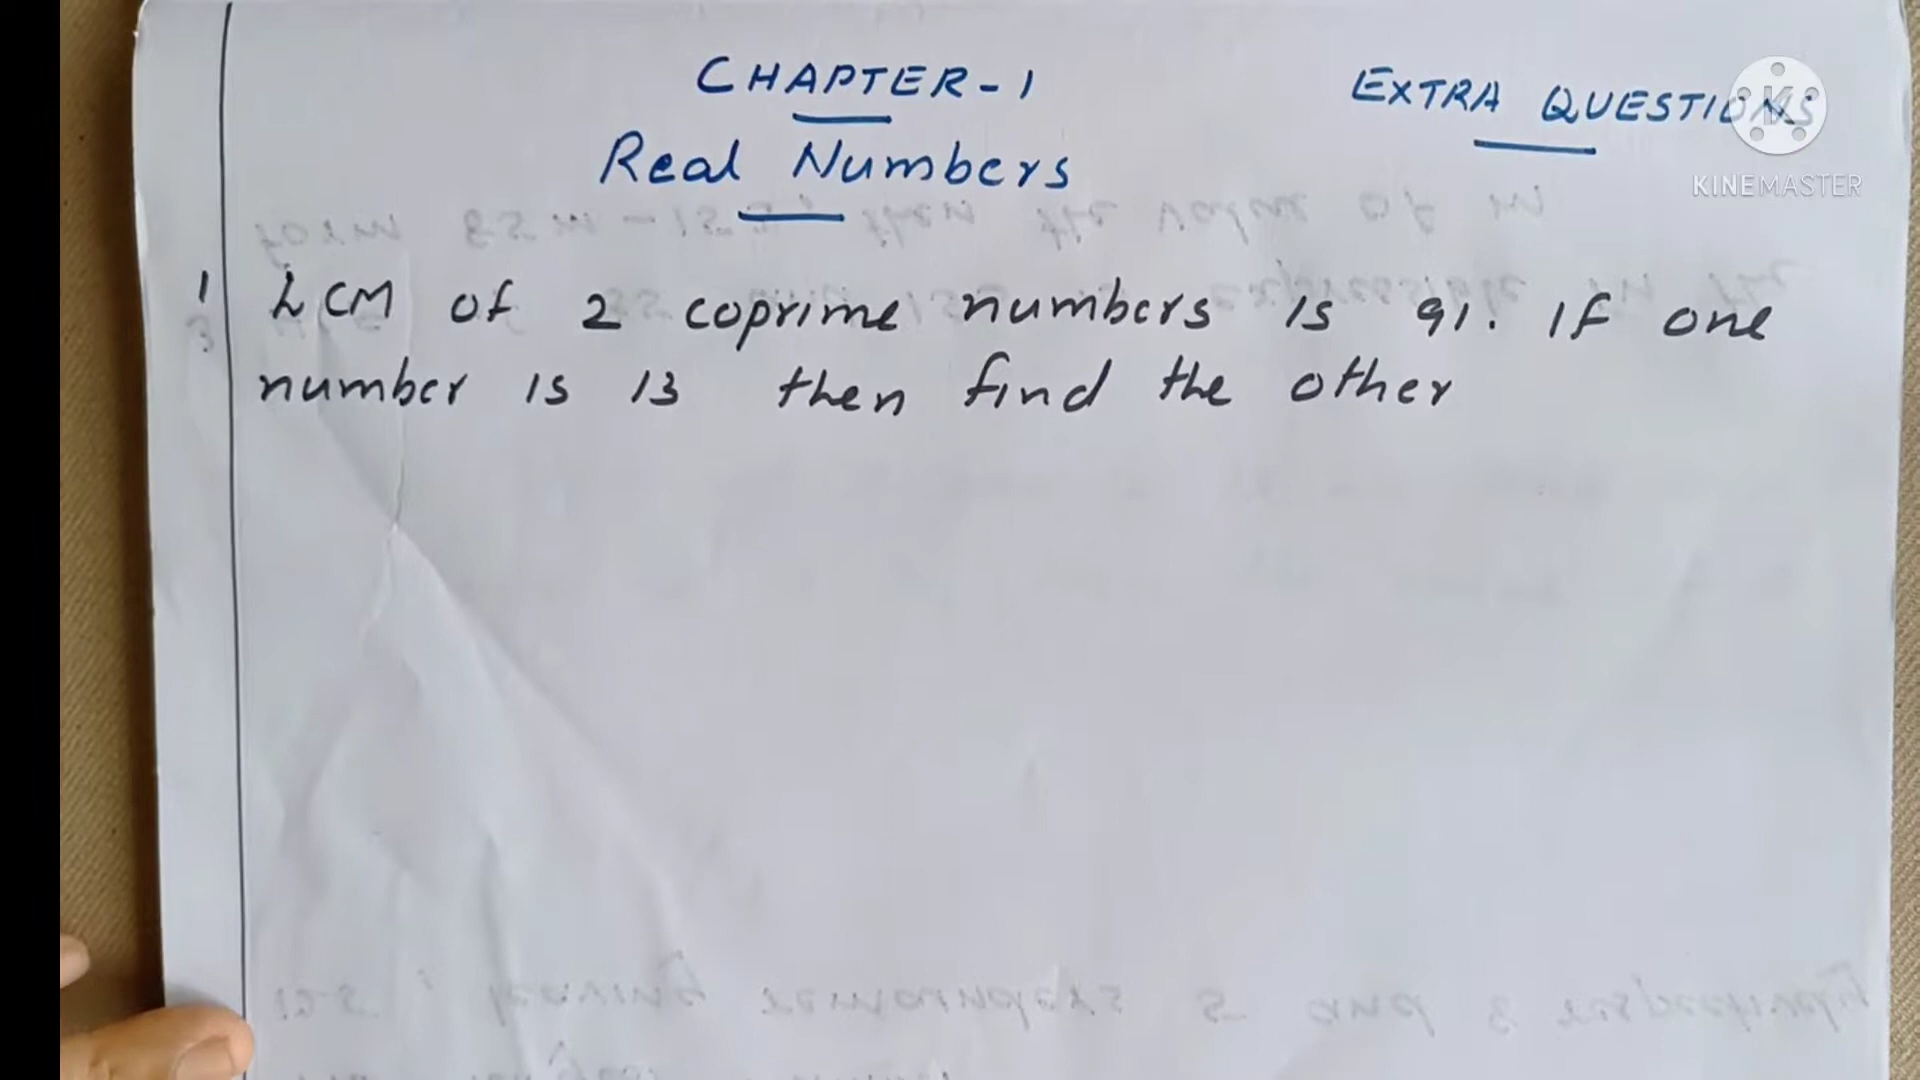 CHAPTER-1
EXTRA QUESTIONS
KINEMASTER
Real Numbers
1 LCM of 2 coprime numbers is 91. If one
number is 13 then find the other